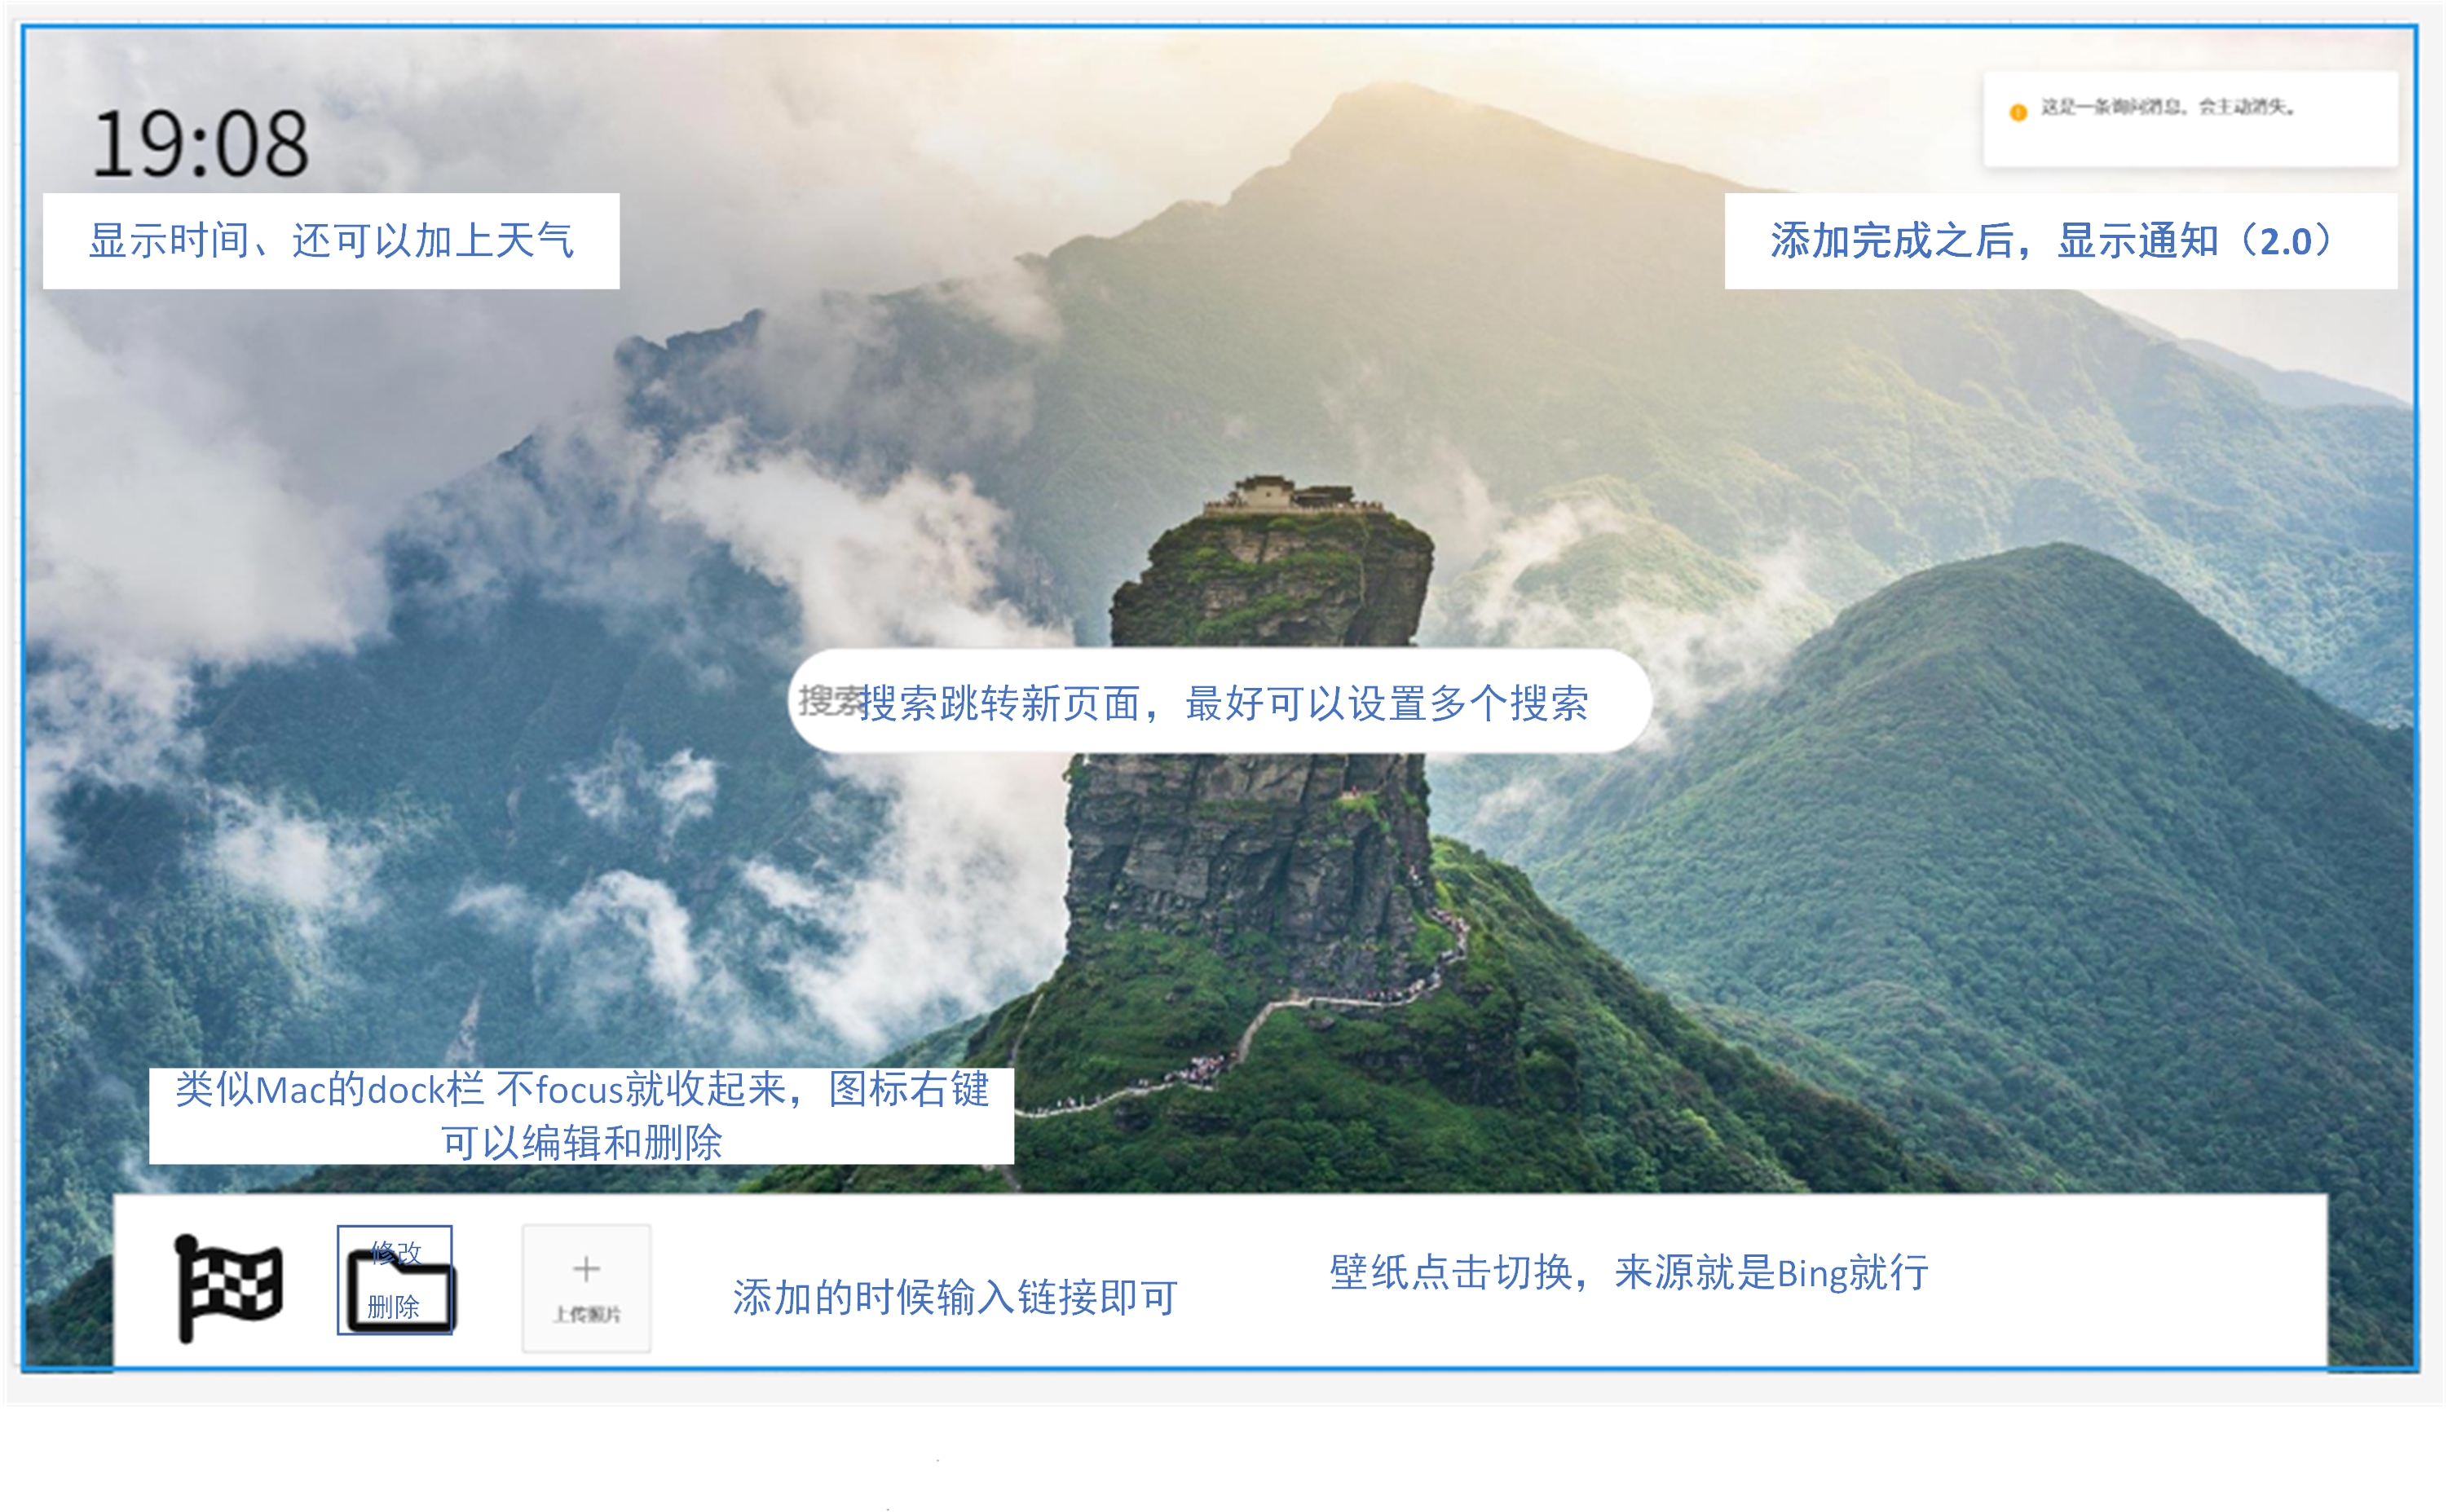 19:08
这是一条询问消息。会主动消失。
显示时间、还可以加上天气
添加完成之后，显示通知（2.0）
搜索
搜索跳转新页面，最好可以设置多个搜索
类似Mac的dock栏 不focus就收起来，图标右键
可以编辑和删除
修改
删除
上传照片
添加的时候输入链接即可
壁纸点击切换，来源就是Bing就行